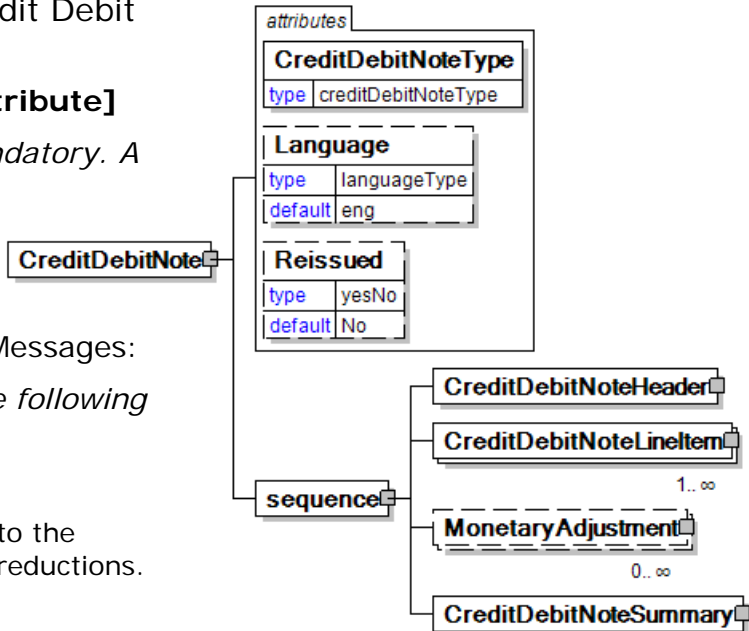 dit Debit
tribute]
ndatory. A
Messages:
e following
to the
reductions.
CreditDebitNote
attributes
CreditDebitNoteType
type creditDebitNoteType
Language
type languageType
default eng
Reissued
type yesNo
default No
sequence
CreditDebitNoteHeader
CreditDebitNoteLineItem
1.. ∞
MonetaryAdjustment
0.. ∞
CreditDebitNoteSummary